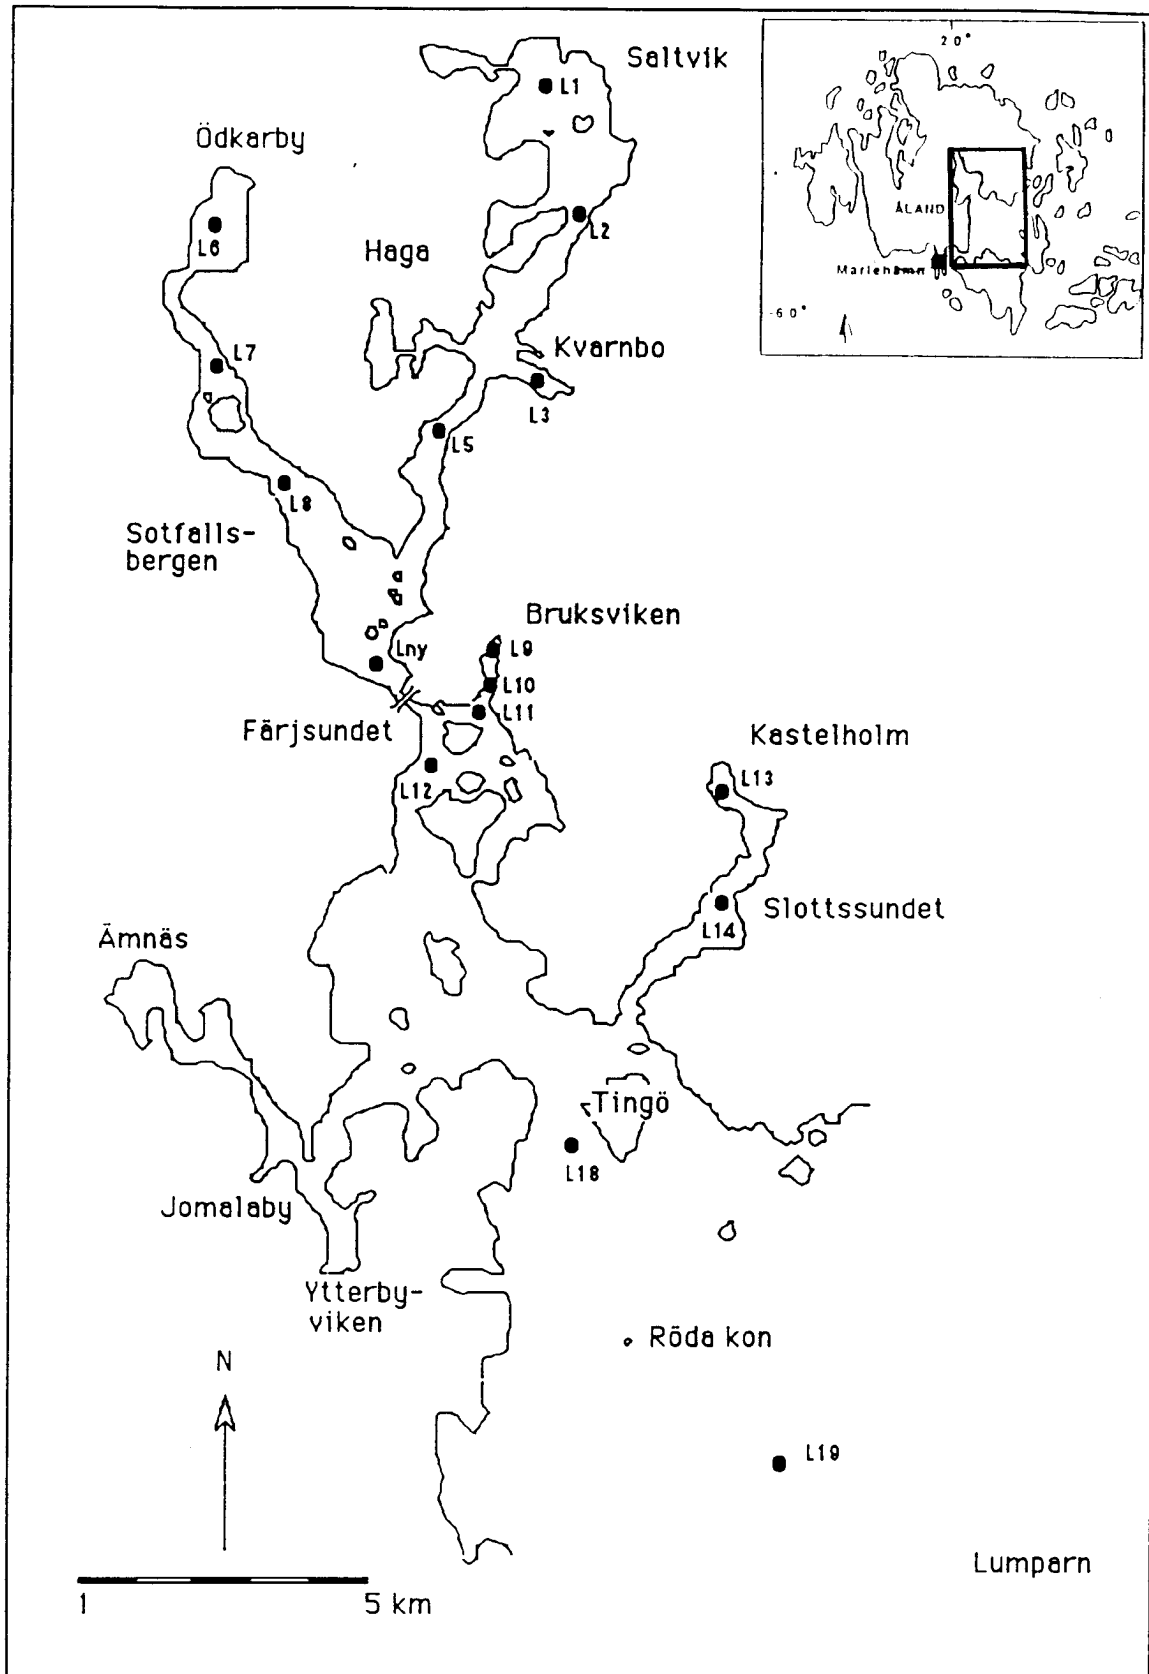 Saltvik
L1
20°
Ödkarby
L6
Haga
L2
ÅLAND
Mariehamn
60°
L7
Kvarnbo
L3
L5
L8
Sotfalls-
bergen
Bruksviken
L9
Lny
L10
L11
Färjsundet
L12
Kastelholm
L13
Slottssundet
L14
Ämnäs
Tingö
L18
Jomalaby
Ytterby-
viken
Röda kon
N
L19
Lumparn
1
5 km